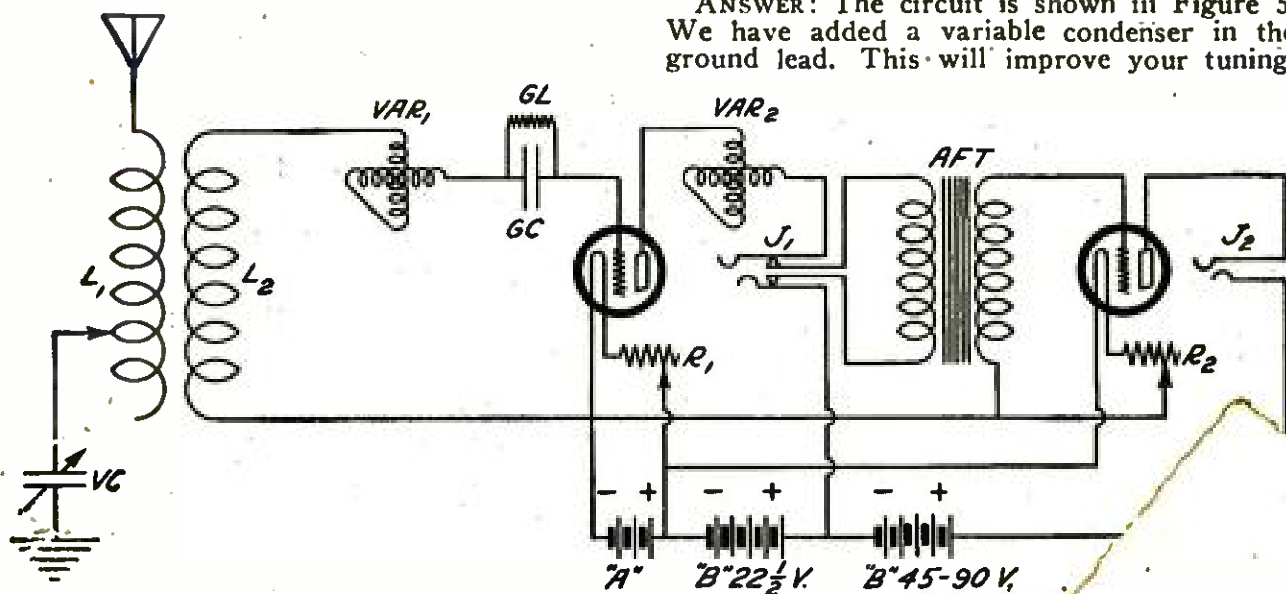 ANSWER: The circuit is shown in Figure 5
We have added a variable condenser in the
ground lead. This will improve your tuning
GL
VAR₁
VAR₂
AFT
GC
J₁
J₂
L₁
L₂
R₁
R₂
VC
- + - + - +
"A" "B" 22½ V. "B" 45-90 V.